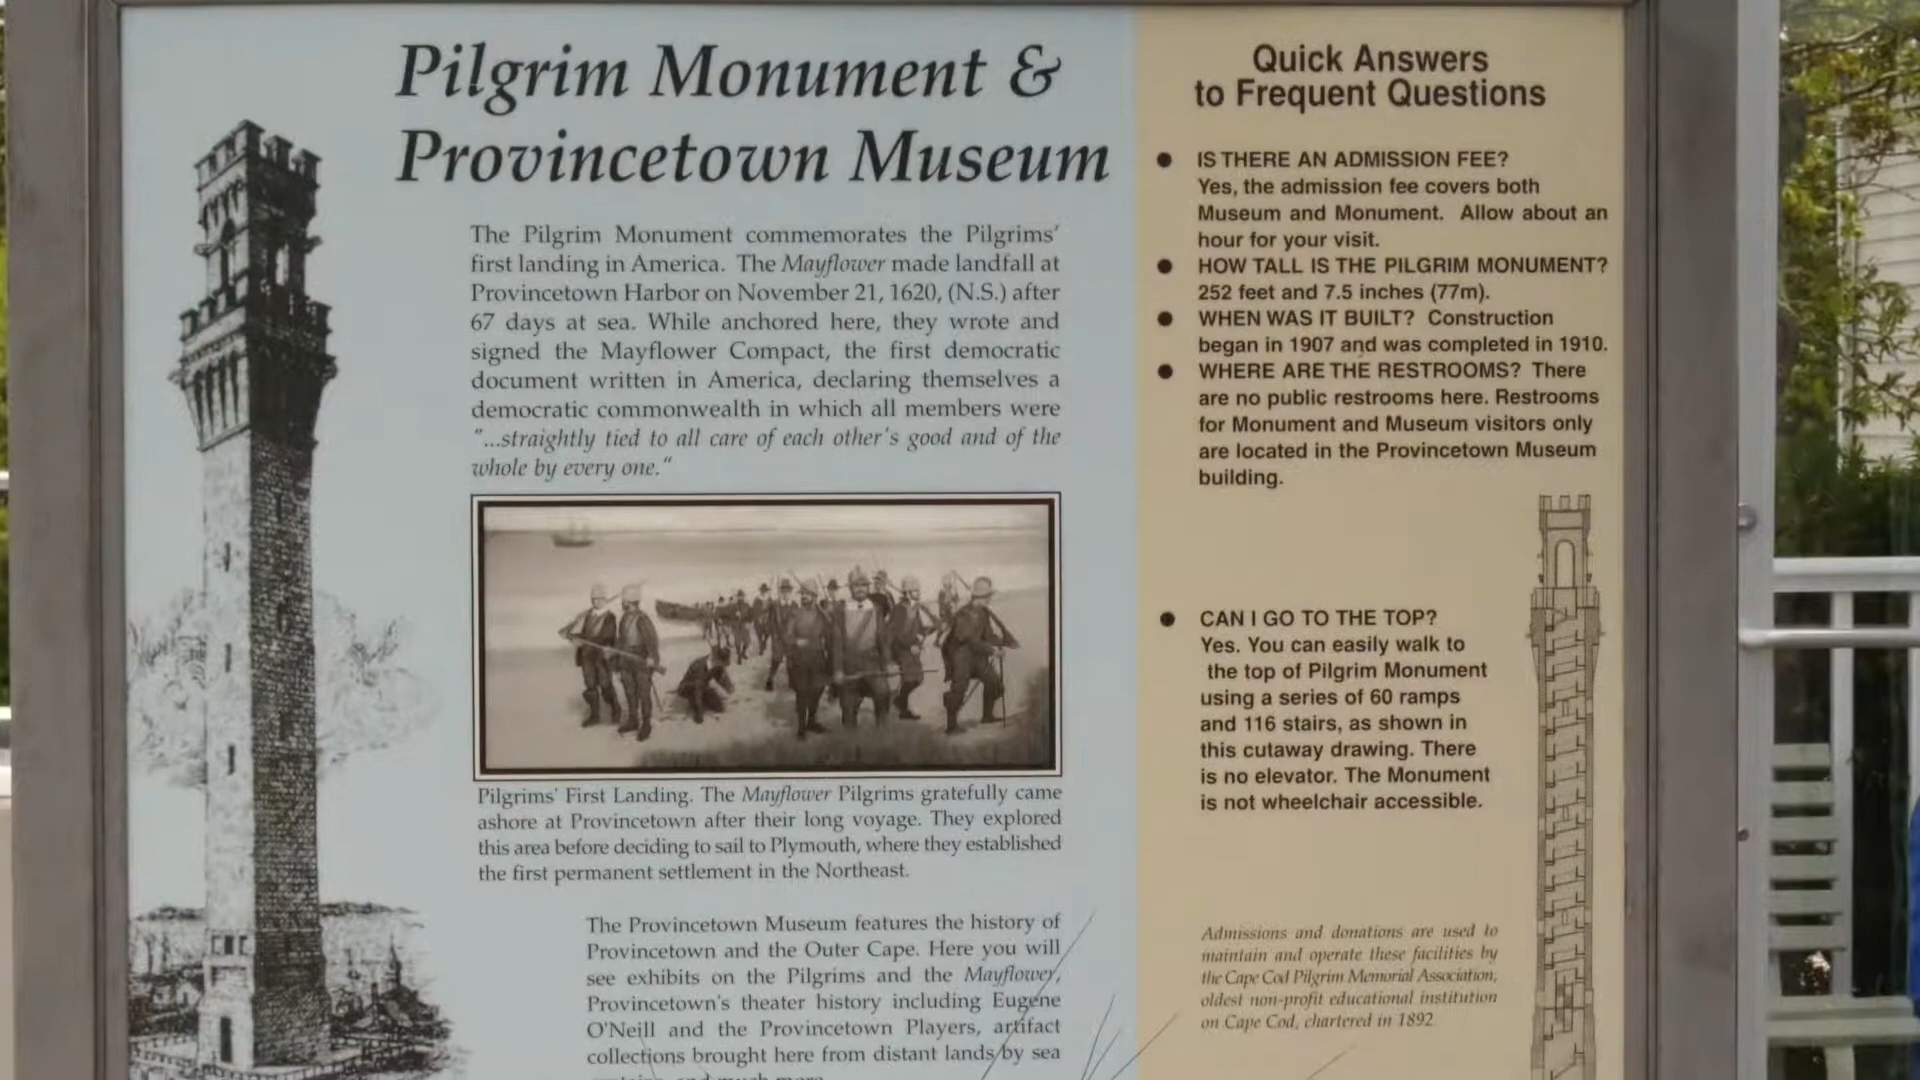 Pilgrim Monument &
Provincetown Museum
The Pilgrim Monument commemorates the Pilgrims'
first landing in America. The Mayflower made landfall at
Provincetown Harbor on November 21, 1620, (N.S.) after
67 days at sea. While anchored here, they wrote and
signed the Mayflower Compact, the first democratic
document written in America, declaring themselves a
democratic commonwealth in which all members were
"...straightly tied to all care of each other's good and of the
whole by every one."
Pilgrims' First Landing. The Mayflower Pilgrims gratefully came
ashore at Provincetown after their long voyage. They explored
this area before deciding to sail to Plymouth, where they established
the first permanent settlement in the Northeast.
The Provincetown Museum features the history of
Provincetown and the Outer Cape. Here you will
see exhibits on the Pilgrims and the Mayflower,
Provincetown's theater history including Eugene
O'Neill and the Provincetown Players, artifact
collections brought here from distant lands by sea
and much more
Quick Answers
to Frequent Questions
● IS THERE AN ADMISSION FEE?
Yes, the admission fee covers both
Museum and Monument. Allow about an
hour for your visit.
● HOW TALL IS THE PILGRIM MONUMENT?
252 feet and 7.5 inches (77m).
● WHEN WAS IT BUILT? Construction
began in 1907 and was completed in 1910.
● WHERE ARE THE RESTROOMS? There
are no public restrooms here. Restrooms
for Monument and Museum visitors only
are located in the Provincetown Museum
building.
● CAN I GO TO THE TOP?
Yes. You can easily walk to
the top of Pilgrim Monument
using a series of 60 ramps
and 116 stairs, as shown in
this cutaway drawing. There
is no elevator. The Monument
is not wheelchair accessible.
Admissions and donations are used to
maintain and operate these facilities by
the Cape Cod Pilgrim Memorial Association,
oldest non-profit educational institution
on Cape Cod, chartered in 1892